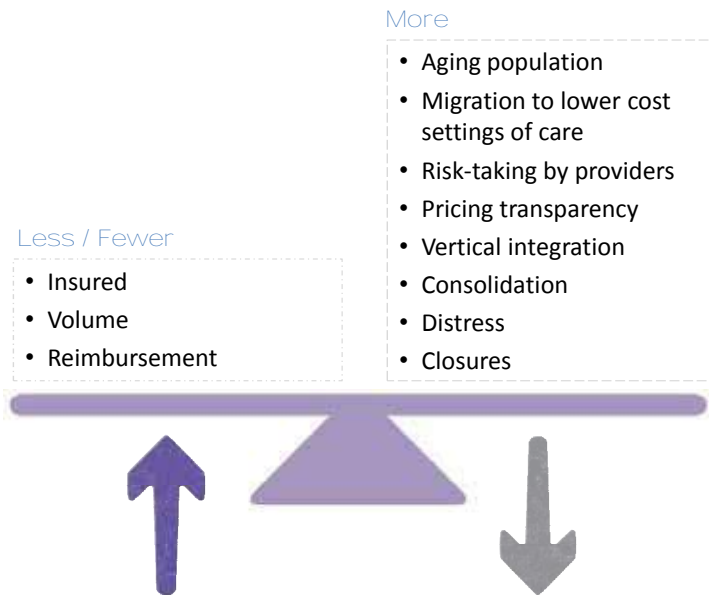 More
• Aging population
• Migration to lower cost
settings of care
• Risk-taking by providers
• Pricing transparency
• Vertical integration
• Consolidation
• Distress
• Closures
Less / Fewer
• Insured
• Volume
• Reimbursement